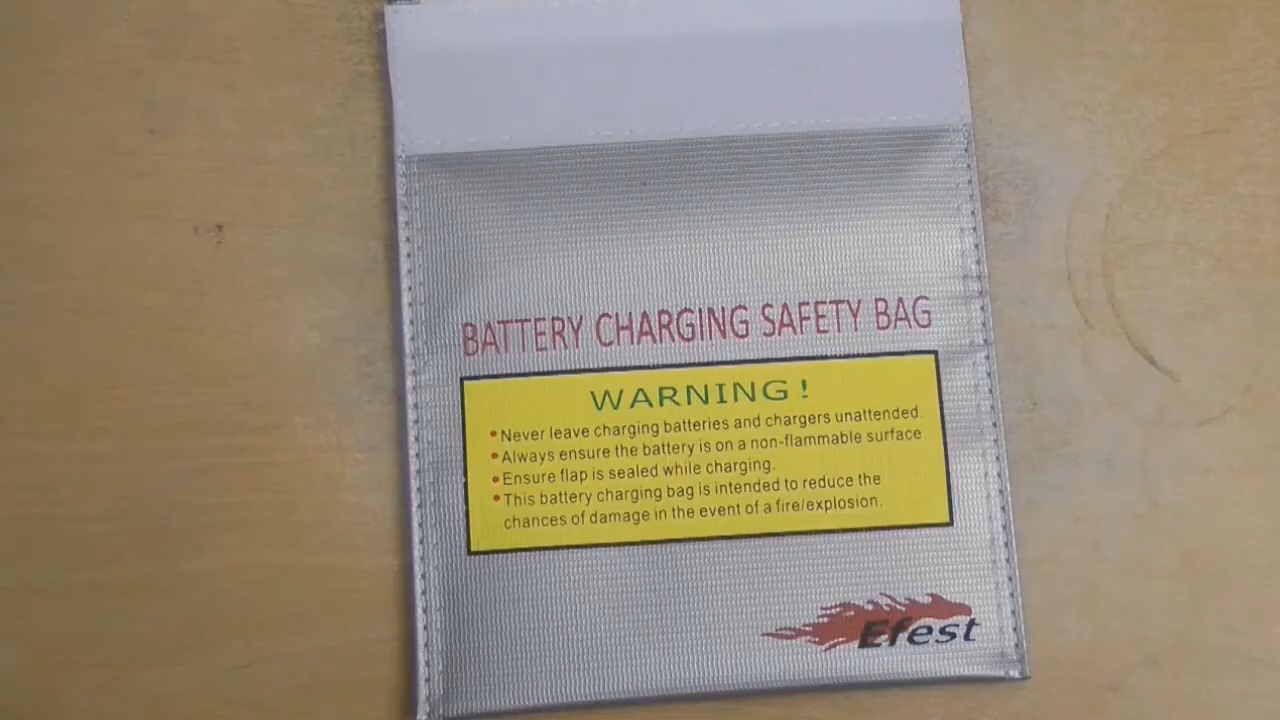 BATTERY CHARGING SAFETY BAG
WARNING!
•Never leave charging batteries and chargers unattended.
•Always ensure the battery is on a non-flammable surface.
•Ensure flap is sealed while charging.
•This battery charging bag is intended to reduce the
chances of damage in the event of a fire/explosion.
Efest